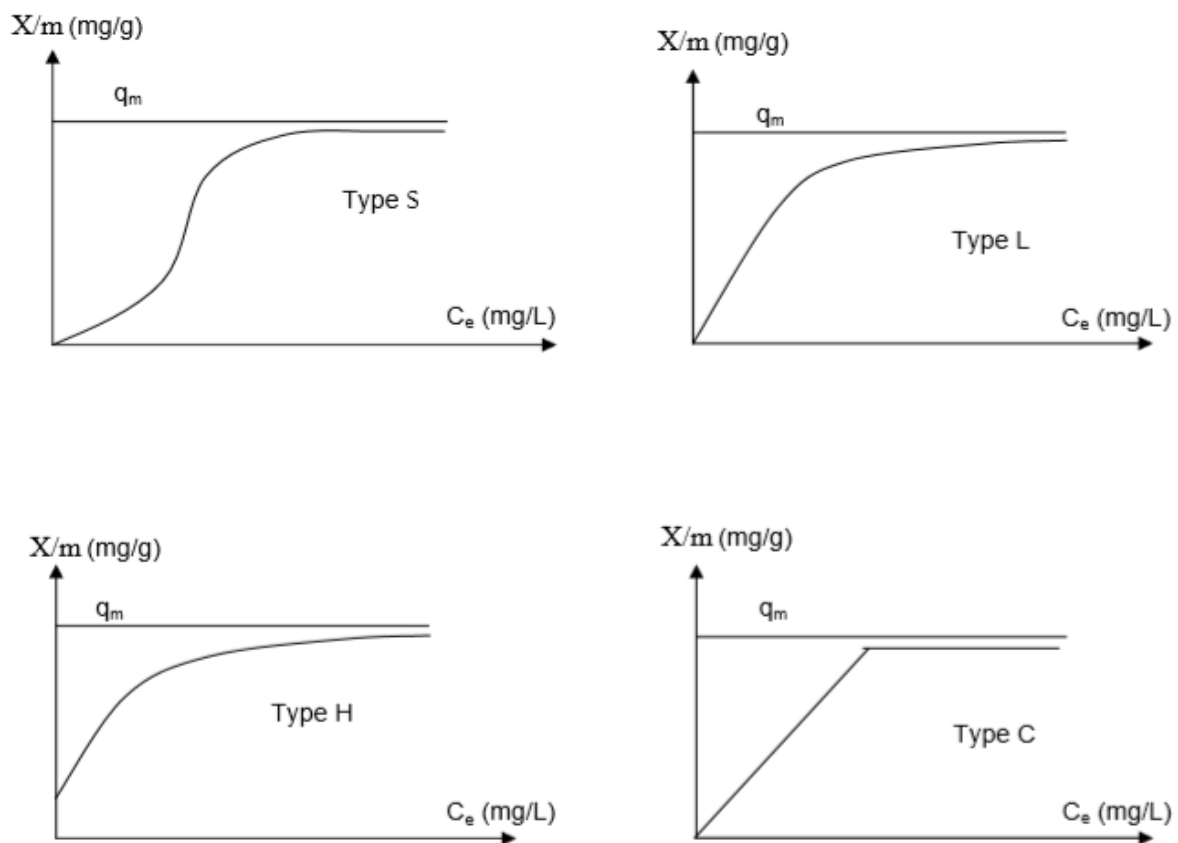 X/m (mg/g)
qₘ
Type S
Cₑ (mg/L)
X/m (mg/g)
qₘ
Type L
Cₑ (mg/L)
X/m (mg/g)
qₘ
Type H
Cₑ (mg/L)
X/m (mg/g)
qₘ
Type C
Cₑ (mg/L)